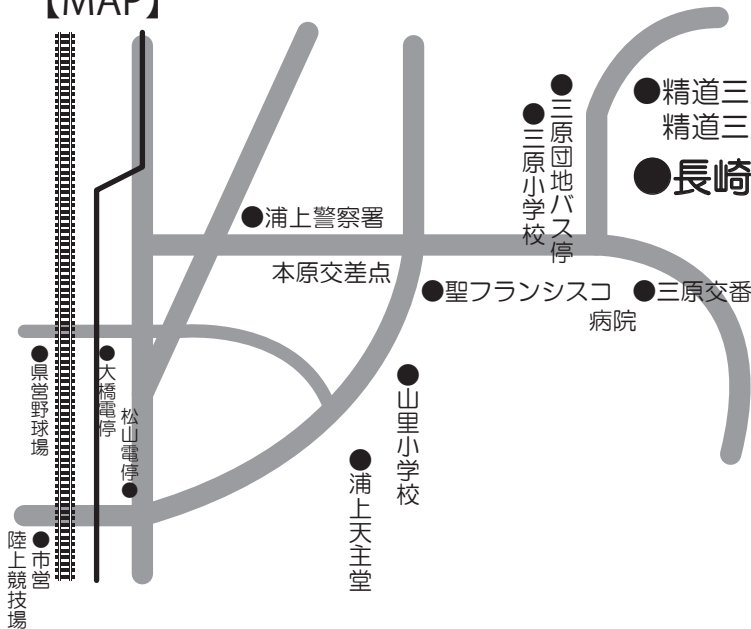 【MAP】
●精道三
精道三
●長崎
●三原団地バス停
●三原小学校
●浦上警察署
本原交差点
●聖フランシスコ
病院
●三原交番
●県営野球場
●大橋電停
松山電停●
●山里小学校
●浦上天主堂
●市営
陸上競技場